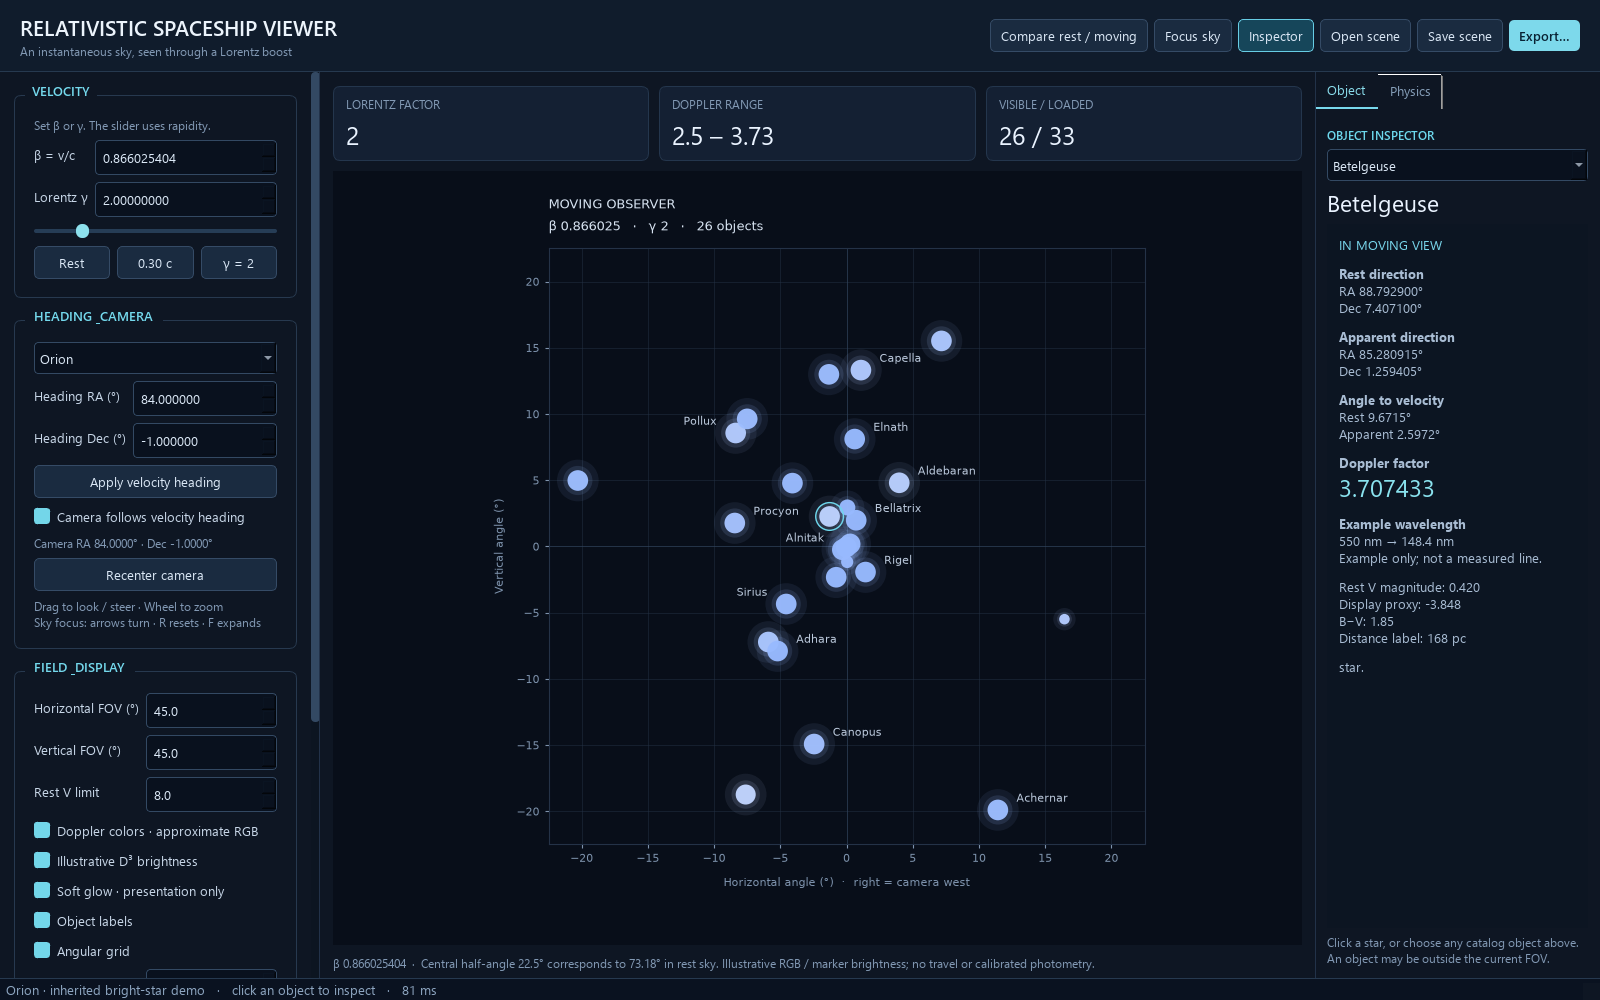 RELATIVISTIC SPACESHIP VIEWER
An instantaneous sky, seen through a Lorentz boost
Compare rest / moving
Focus sky
Inspector
Open scene
Save scene
Export...
VELOCITY
Set β or γ. The slider uses rapidity.
β = v/c
0.866025404
Lorentz γ
2.00000000
Rest
0.30 c
γ = 2
HEADING _CAMERA
Orion
Heading RA (°)
84.000000
Heading Dec (°)
-1.000000
Apply velocity heading
Camera follows velocity heading
Camera RA 84.0000° · Dec -1.0000°
Recenter camera
Drag to look / steer · Wheel to zoom
Sky focus: arrows turn · R resets · F expands
FIELD _DISPLAY
Horizontal FOV (°)
45.0
Vertical FOV (°)
45.0
Rest V limit
8.0
Doppler colors · approximate RGB
Illustrative D³ brightness
Soft glow · presentation only
Object labels
Angular grid
LORENTZ FACTOR
2
DOPPLER RANGE
2.5 – 3.73
VISIBLE / LOADED
26 / 33
MOVING OBSERVER
β 0.866025 · γ 2 · 26 objects
Vertical angle (°)
20
15
10
5
0
−5
−10
−15
−20
Capella
Pollux
Elnath
Aldebaran
Procyon
Bellatrix
Alnitak
Rigel
Sirius
Adhara
Canopus
Achernar
−20
−15
−10
−5
0
5
10
15
20
Horizontal angle (°) · right = camera west
β 0.866025404 · Central half-angle 22.5° corresponds to 73.18° in rest sky. Illustrative RGB / marker brightness; no travel or calibrated photometry.
Object
Physics
OBJECT INSPECTOR
Betelgeuse
Betelgeuse
IN MOVING VIEW
Rest direction
RA 88.792900°
Dec 7.407100°
Apparent direction
RA 85.280915°
Dec 1.259405°
Angle to velocity
Rest 9.6715°
Apparent 2.5972°
Doppler factor
3.707433
Example wavelength
550 nm → 148.4 nm
Example only; not a measured line.
Rest V magnitude: 0.420
Display proxy: -3.848
B−V: 1.85
Distance label: 168 pc
star.
Click a star, or choose any catalog object above.
An object may be outside the current FOV.
Orion · inherited bright-star demo · click an object to inspect · 81 ms